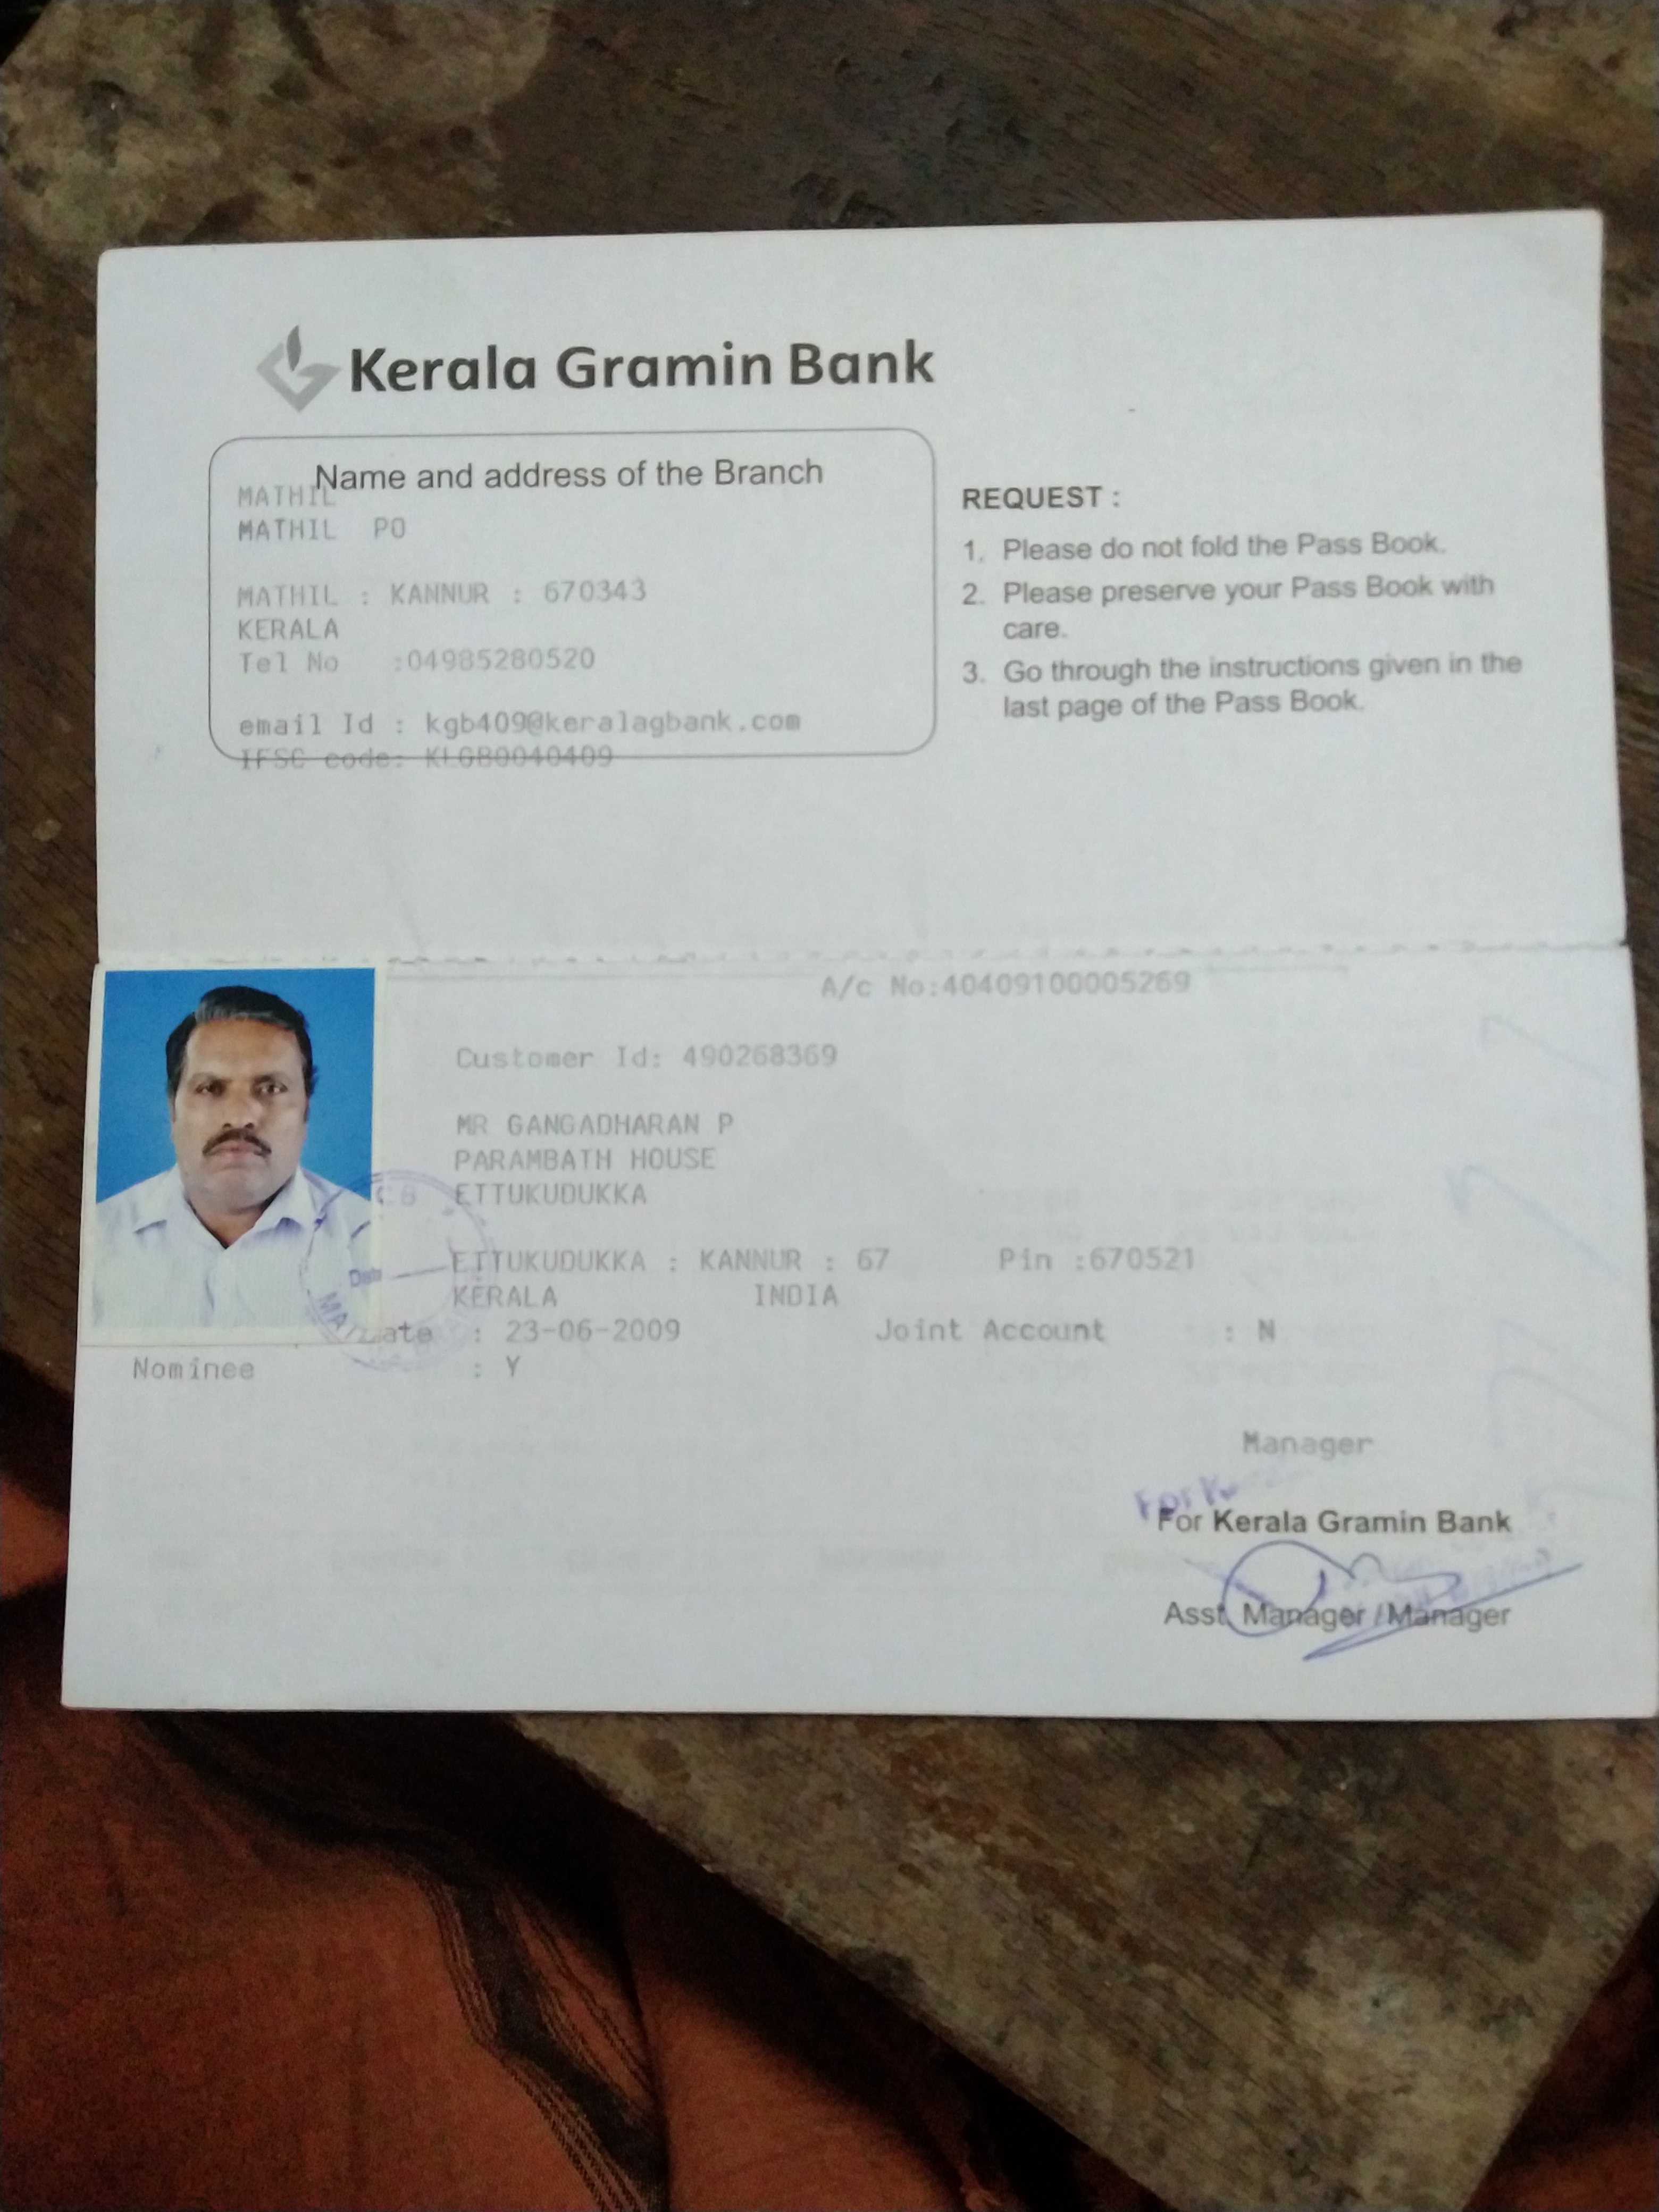 Kerala Gramin Bank
Name and address of the Branch
MATHIL
MATHIL PO
MATHIL : KANNUR : 670343
KERALA
Tel No :04985280520
email Id : kgb409@keralagbank.com
IFSC code: KLGB0040409
REQUEST :
1. Please do not fold the Pass Book.
2. Please preserve your Pass Book with
care.
3. Go through the instructions given in the
last page of the Pass Book.
A/c No:40409100005269
Customer Id: 490268369
MR GANGADHARAN P
PARAMBATH HOUSE
ETTUKUDUKKA
ETTUKUDUKKA : KANNUR : 67 Pin :670521
KERALA INDIA
ate : 23-06-2009 Joint Account : N
Nominee : Y
Manager
For Kerala Gramin Bank
Asst. Manager / Manager